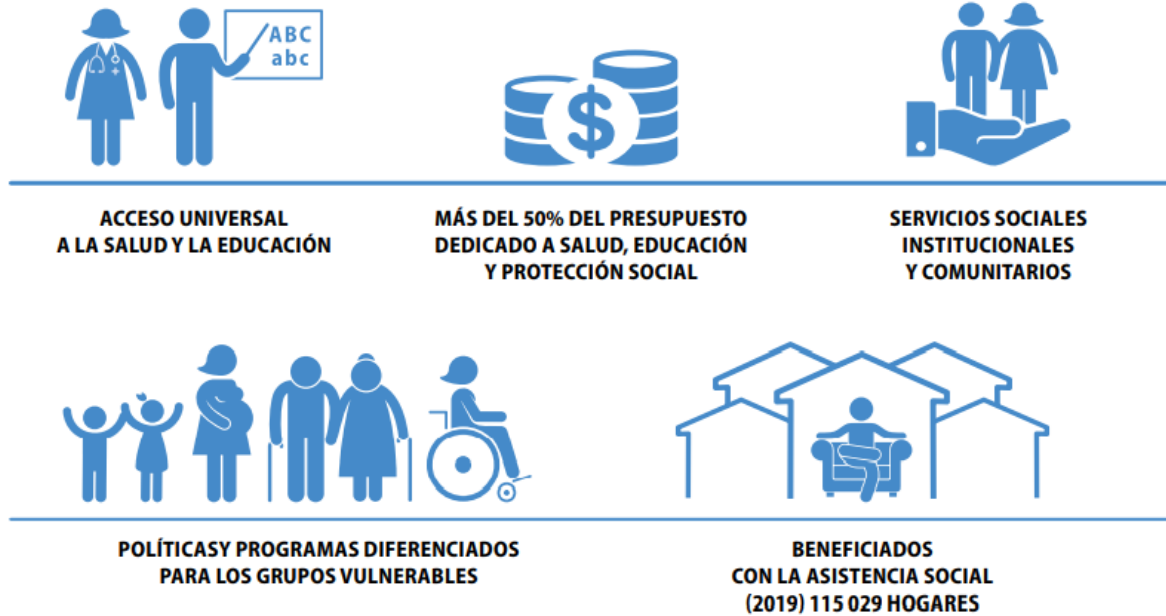 ABC
abc
$
ACCESO UNIVERSAL
A LA SALUD Y LA EDUCACIÓN
MÁS DEL 50% DEL PRESUPUESTO
DEDICADO A SALUD, EDUCACIÓN
Y PROTECCIÓN SOCIAL
SERVICIOS SOCIALES
INSTITUCIONALES
Y COMUNITARIOS
POLÍTICASY PROGRAMAS DIFERENCIADOS
PARA LOS GRUPOS VULNERABLES
BENEFICIADOS
CON LA ASISTENCIA SOCIAL
(2019) 115 029 HOGARES